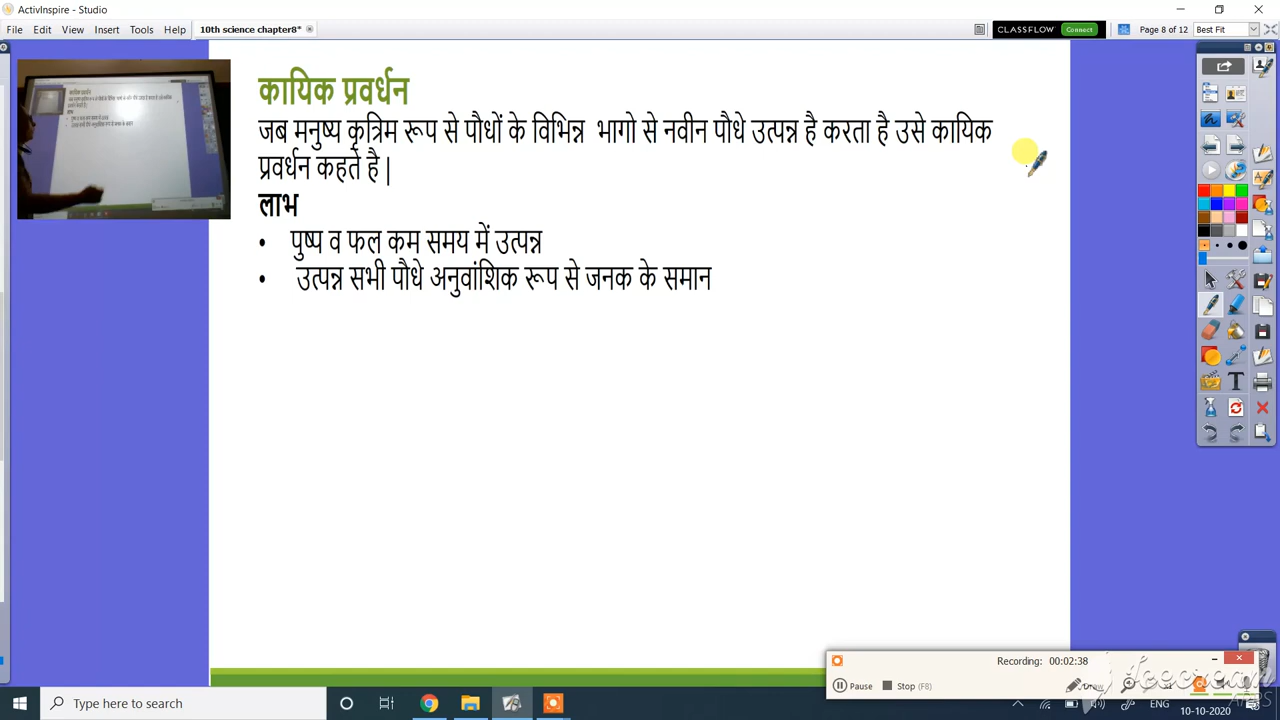 ActivInspire - Studio
File Edit View Insert Tools Help 10th science chapter8* CLASSFLOW Connect Page 8 of 12 Best Fit
कायिक प्रवर्धन
जब मनुष्य कृत्रिम रूप से पौधों के विभिन्न भागो से नवीन पौधे उत्पन्न है करता है उसे कायिक
प्रवर्धन कहते है |
लाभ
• पुष्प व फल कम समय में उत्पन्न
• उत्पन्न सभी पौधे अनुवांशिक रूप से जनक के समान
Recording: 00:02:38
Pause Stop (F8) Draw
Type here to search
ENG 10-10-2020